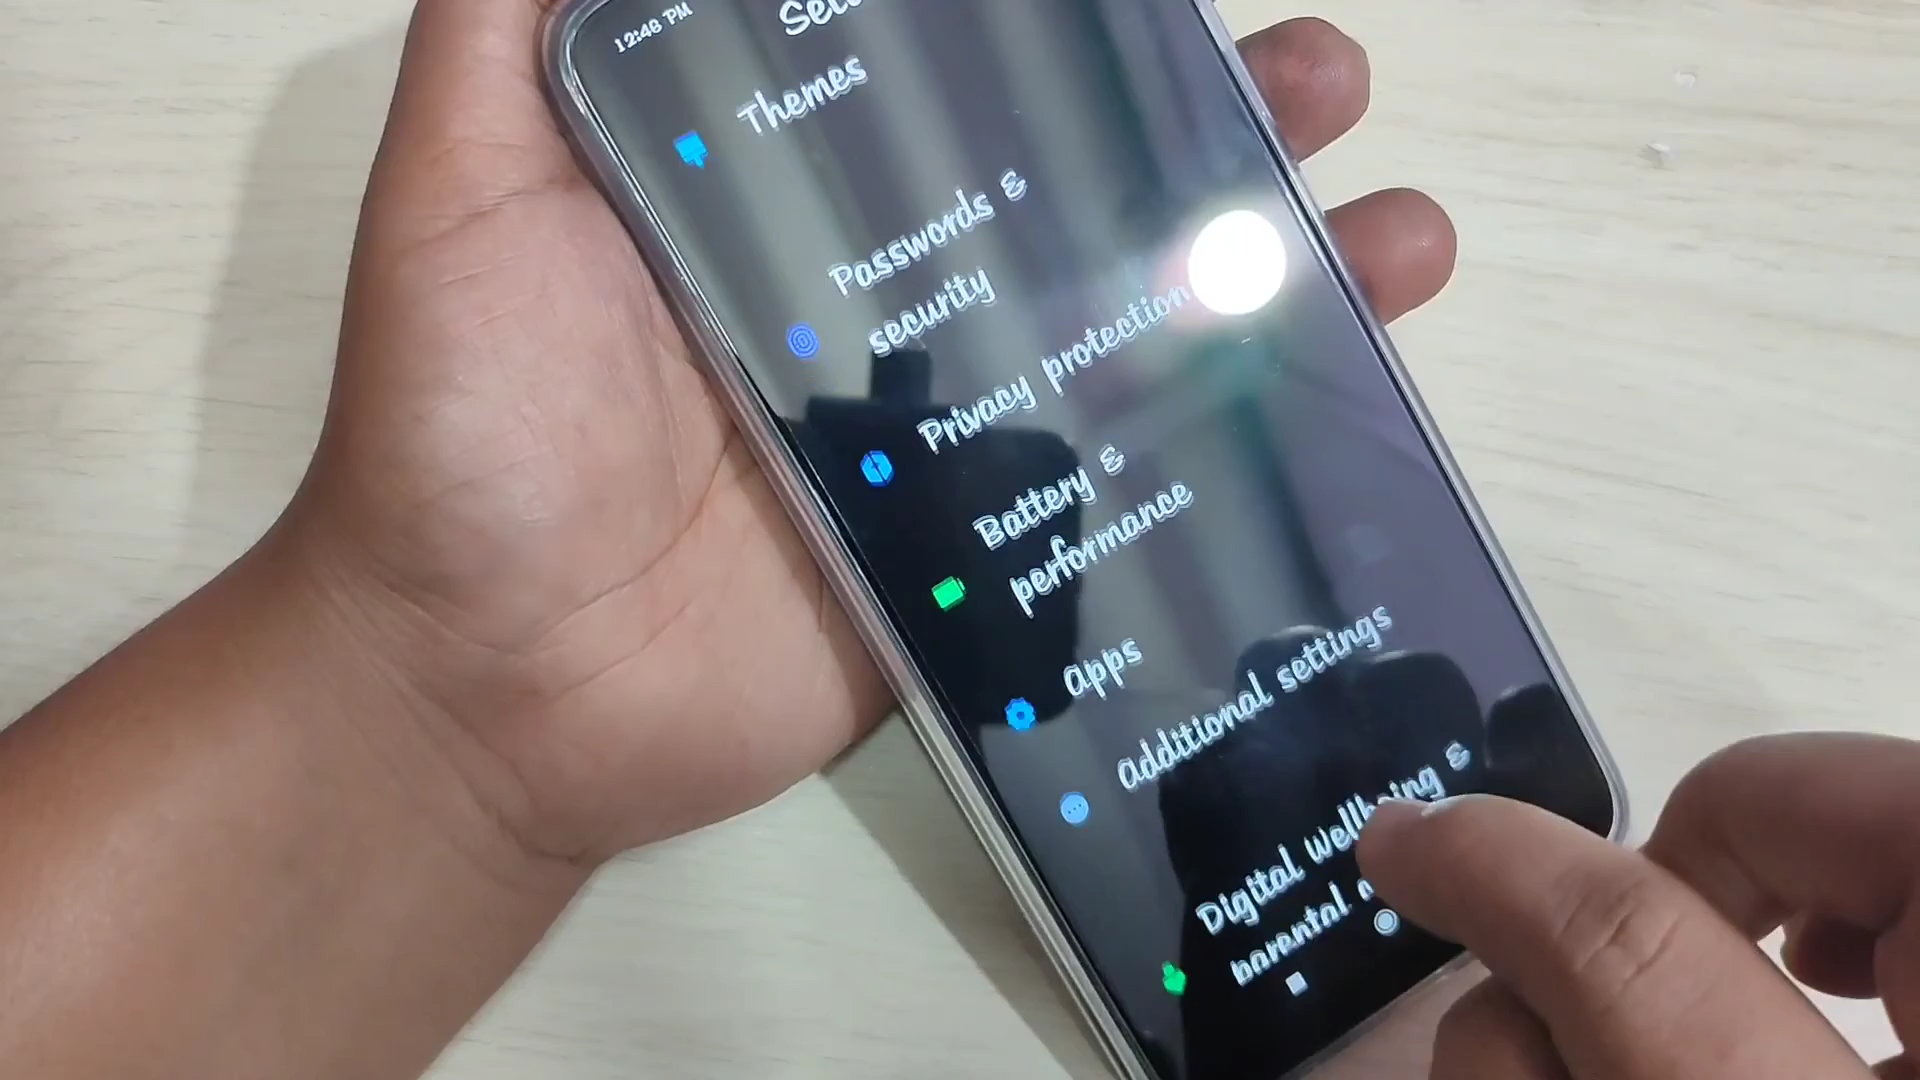 12:48 PM
Themes
Passwords &
security
Privacy protection
Battery &
performance
Apps
Additional settings
Digital Wellbeing &
parental